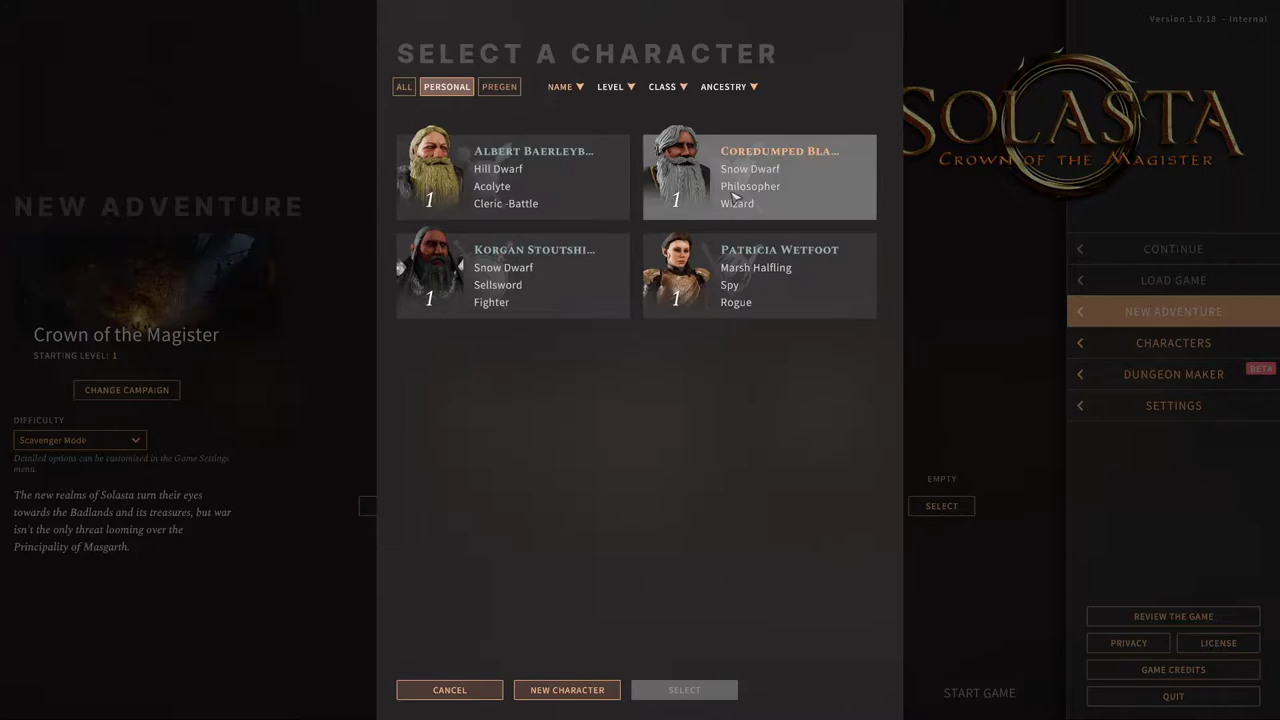 Version 1.0.18 - Internal
SELECT A CHARACTER
ALL
PERSONAL
PREGEN
NAME
LEVEL
CLASS
ANCESTRY
SOLASTA
CROWN OF THE MAGISTER
ALBERT BAERLEYB...
Hill Dwarf
Acolyte
Cleric -Battle
1
COREDUMPED BLA...
Snow Dwarf
Philosopher
Wizard
1
KORGAN STOUTSHI...
Snow Dwarf
Sellsword
Fighter
1
PATRICIA WETFOOT
Marsh Halfling
Spy
Rogue
1
NEW ADVENTURE
Crown of the Magister
STARTING LEVEL: 1
CHANGE CAMPAIGN
DIFFICULTY
Scavenger Mode
Detailed options can be customised in the Game Settings
menu.
The new realms of Solasta turn their eyes
towards the Badlands and its treasures, but war
isn't the only threat looming over the
Principality of Masgarth.
EMPTY
SELECT
CONTINUE
LOAD GAME
NEW ADVENTURE
CHARACTERS
DUNGEON MAKER
BETA
SETTINGS
REVIEW THE GAME
PRIVACY
LICENSE
GAME CREDITS
QUIT
CANCEL
NEW CHARACTER
SELECT
START GAME